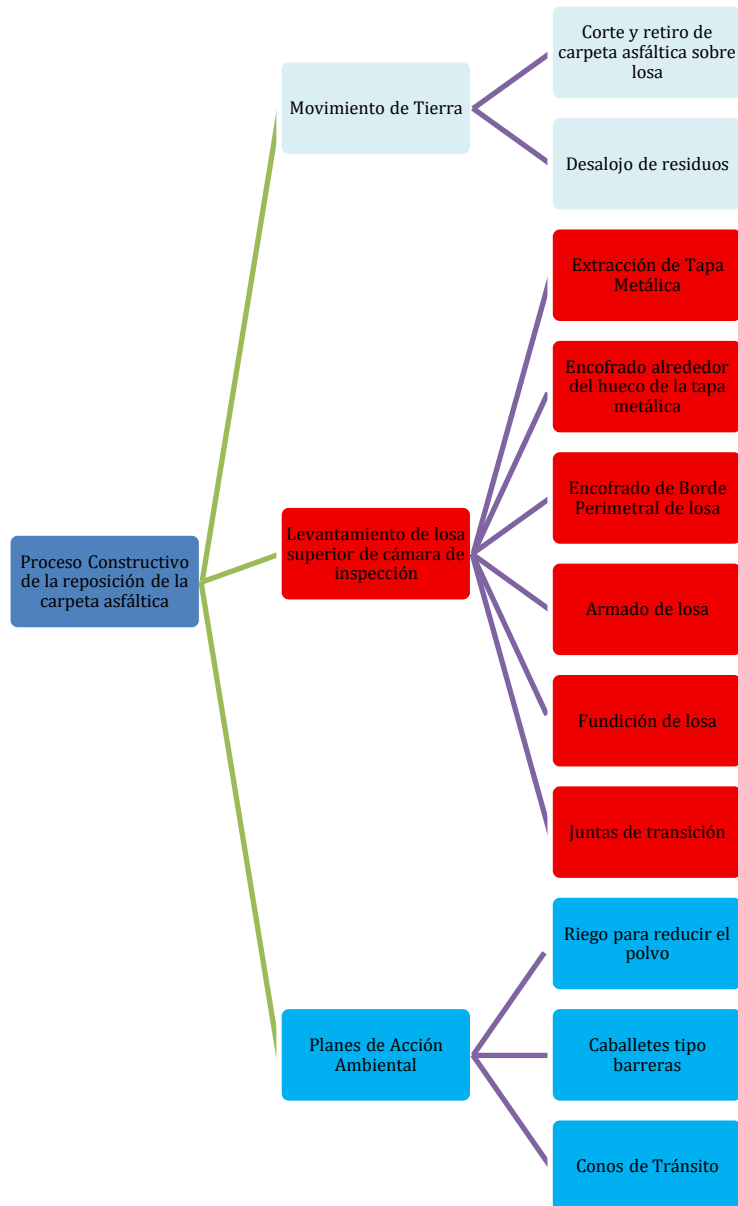 Corte y retiro de
carpeta asfáltica sobre
losa
Movimiento de Tierra
Desalojo de residuos
Extracción de Tapa
Metálica
Encofrado alrededor
del hueco de la tapa
metálica
Encofrado de Borde
Perimetral de losa
Levantamiento de losa
superior de cámara de
inspección
Proceso Constructivo
de la reposición de la
carpeta asfáltica
Armado de losa
Fundición de losa
Juntas de transición
Riego para reducir el
polvo
Planes de Acción
Ambiental
Caballetes tipo
barreras
Conos de Tránsito